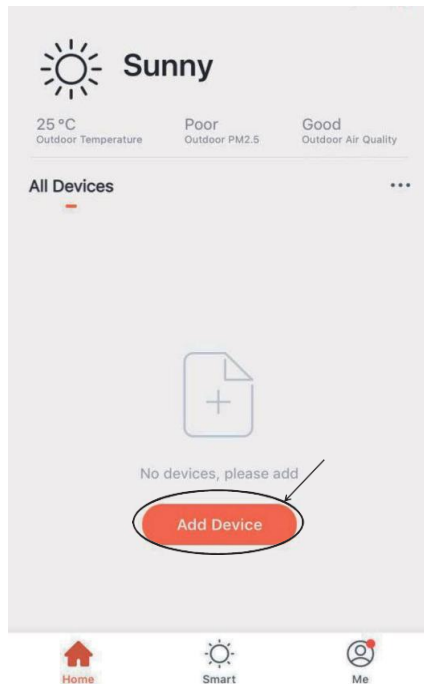 Sunny
25 °C Poor Good
Outdoor Temperature Outdoor PM2.5 Outdoor Air Quality
All Devices
No devices, please add
Add Device
Home Smart Me